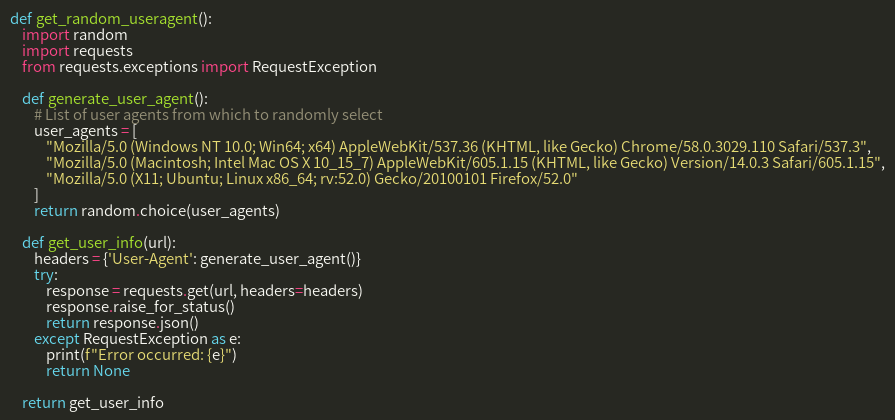 def get_random_useragent():
    import random
    import requests
    from requests.exceptions import RequestException

    def generate_user_agent():
        # List of user agents from which to randomly select
        user_agents = [
            "Mozilla/5.0 (Windows NT 10.0; Win64; x64) AppleWebKit/537.36 (KHTML, like Gecko) Chrome/58.0.3029.110 Safari/537.3",
            "Mozilla/5.0 (Macintosh; Intel Mac OS X 10_15_7) AppleWebKit/605.1.15 (KHTML, like Gecko) Version/14.0.3 Safari/605.1.15",
            "Mozilla/5.0 (X11; Ubuntu; Linux x86_64; rv:52.0) Gecko/20100101 Firefox/52.0"
        ]
        return random.choice(user_agents)

    def get_user_info(url):
        headers = {'User-Agent': generate_user_agent()}
        try:
            response = requests.get(url, headers=headers)
            response.raise_for_status()
            return response.json()
        except RequestException as e:
            print(f"Error occurred: {e}")
            return None

    return get_user_info